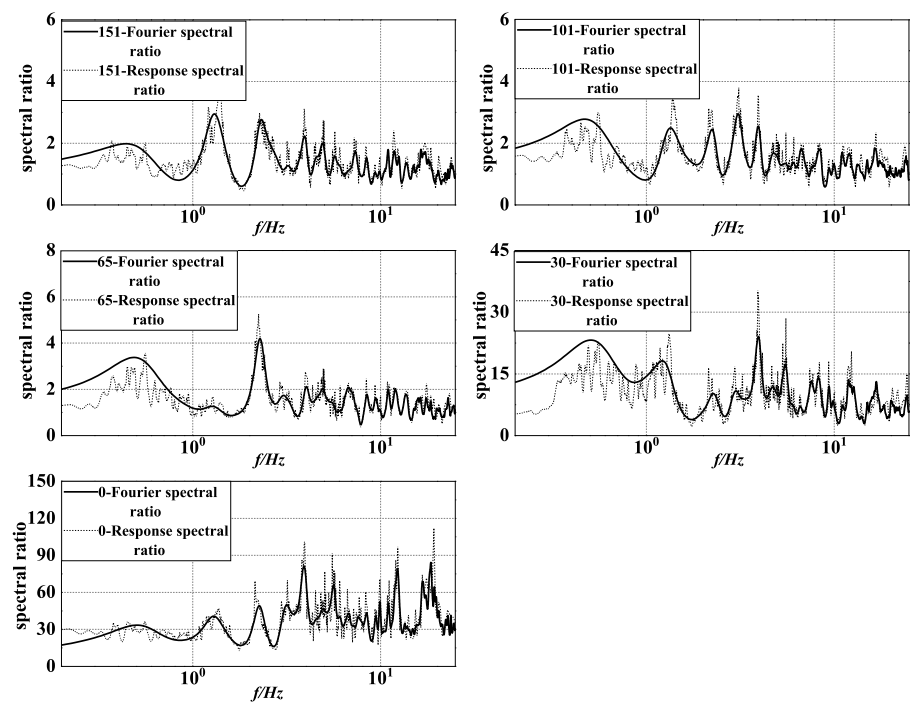 6
4
2
0
spectral ratio
151-Fourier spectral
ratio
151-Response spectral
ratio
10^0
10^1
f/Hz
6
4
2
0
spectral ratio
101-Fourier spectral
ratio
101-Response spectral
ratio
10^0
10^1
f/Hz
8
6
4
2
0
spectral ratio
65-Fourier spectral
ratio
65-Response spectral
ratio
10^0
10^1
f/Hz
45
30
15
0
spectral ratio
30-Fourier spectral
ratio
30-Response spectral
ratio
10^0
10^1
f/Hz
150
120
90
60
30
0
spectral ratio
0-Fourier spectral
ratio
0-Response spectral
ratio
10^0
10^1
f/Hz